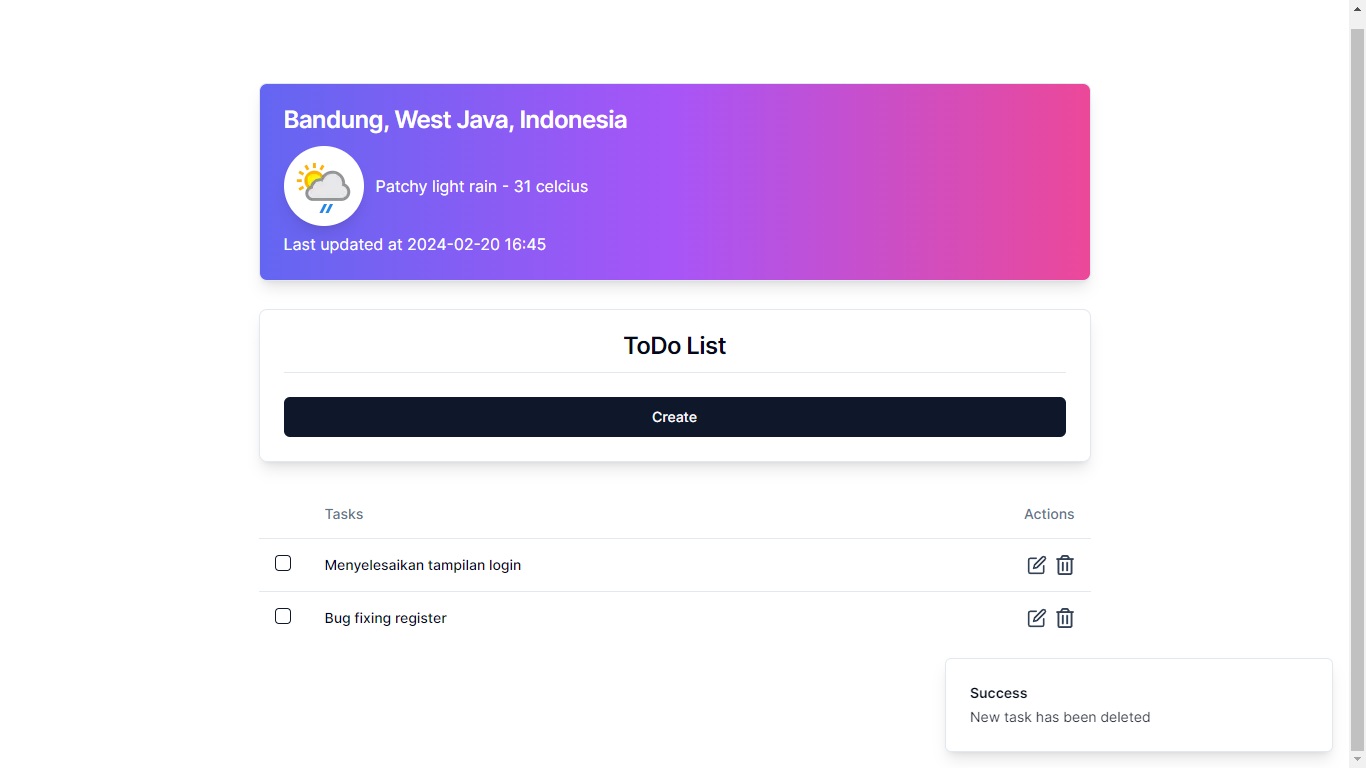 Bandung, West Java, Indonesia
Patchy light rain - 31 celcius
Last updated at 2024-02-20 16:45
ToDo List
Create
Tasks Actions
Menyelesaikan tampilan login
Bug fixing register
Success
New task has been deleted